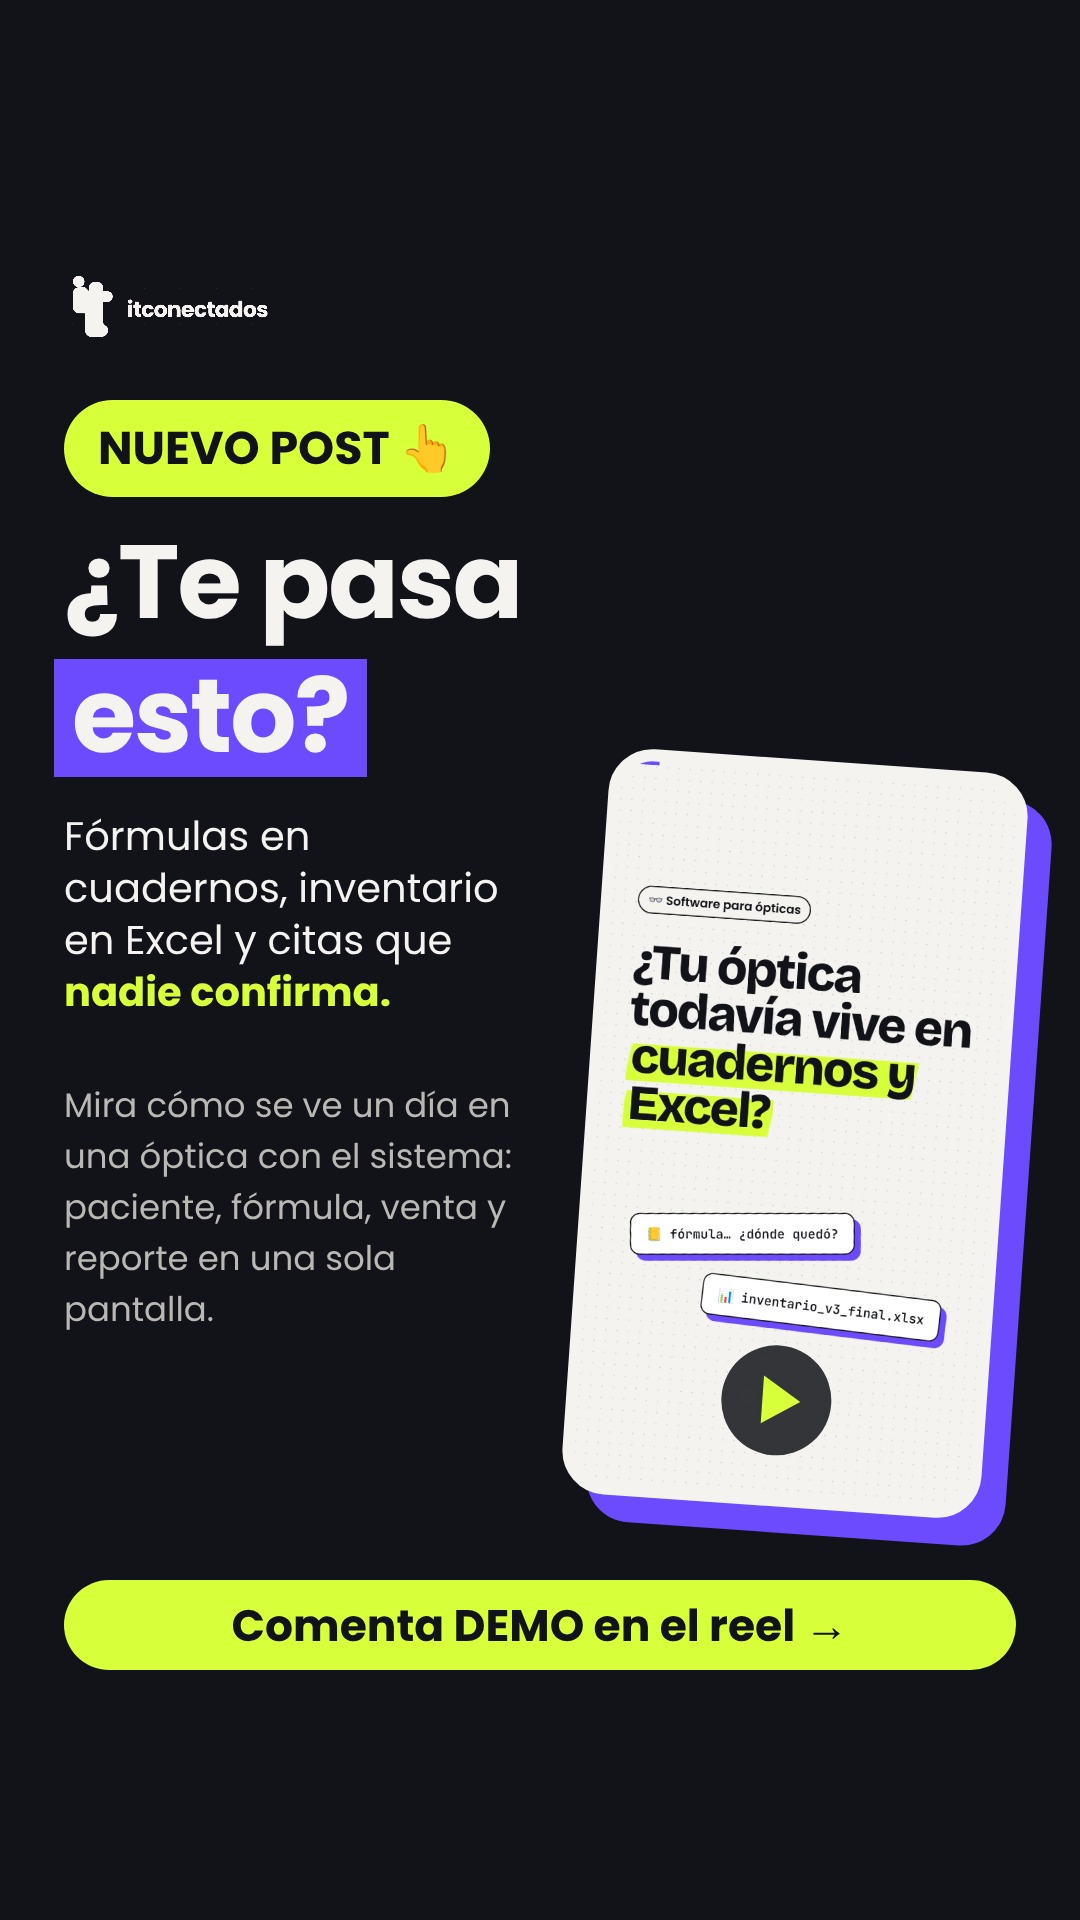 itconectados
NUEVO POST 👆
¿Te pasa
esto?
Fórmulas en
cuadernos, inventario
en Excel y citas que
nadie confirma.
Mira cómo se ve un día en
una óptica con el sistema:
paciente, fórmula, venta y
reporte en una sola
pantalla.
👓 Software para ópticas
¿Tu óptica
todavía vive en
cuadernos y
Excel?
📒 fórmula… ¿dónde quedó?
📊 inventario_v3_final.xlsx
Comenta DEMO en el reel →